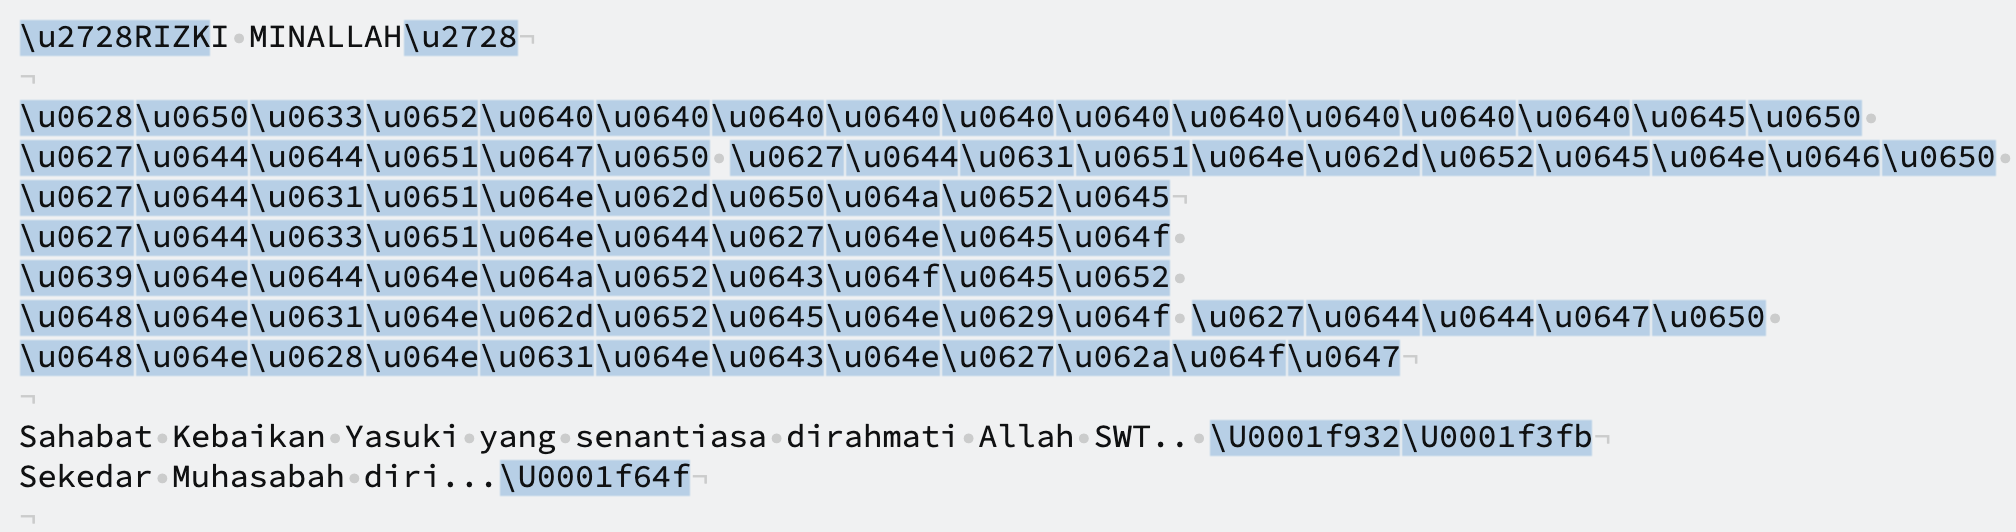 \u2728RIZKI MINALLAH\u2728
\u0628\u0650\u0633\u0652\u0640\u0640\u0640\u0640\u0640\u0640\u0640\u0640\u0640\u0640\u0645\u0650
\u0627\u0644\u0644\u0651\u0647\u0650 \u0627\u0644\u0631\u0651\u064e\u062d\u0652\u0645\u064e\u0646\u0650
\u0627\u0644\u0631\u0651\u064e\u062d\u0650\u064a\u0652\u0645
\u0627\u0644\u0633\u0651\u064e\u0644\u0627\u064e\u0645\u064f
\u0639\u064e\u0644\u064e\u064a\u0652\u0643\u064f\u0645\u0652
\u0648\u064e\u0631\u064e\u062d\u0652\u0645\u064e\u0629\u064f \u0627\u0644\u0644\u0647\u0650
\u0648\u064e\u0628\u064e\u0631\u064e\u0643\u064e\u0627\u062a\u064f\u0647
Sahabat Kebaikan Yasuki yang senantiasa dirahmati Allah SWT.. \U0001f932\U0001f3fb
Sekedar Muhasabah diri...\U0001f64f